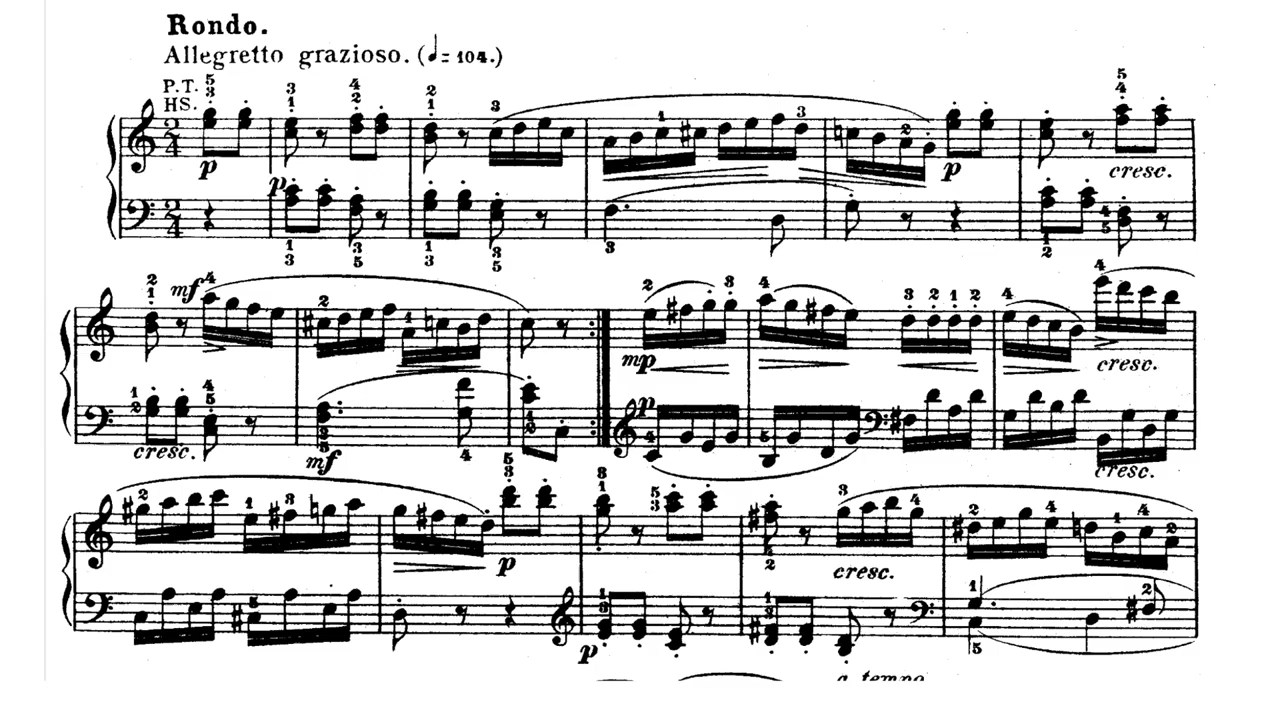 Rondo.
Allegretto grazioso. (♩= 104.)
P.T.
HS.
p
p
p
cresc.
mf
mp
cresc.
p
cresc.
mf
cresc.
p
cresc.
p
a tempo